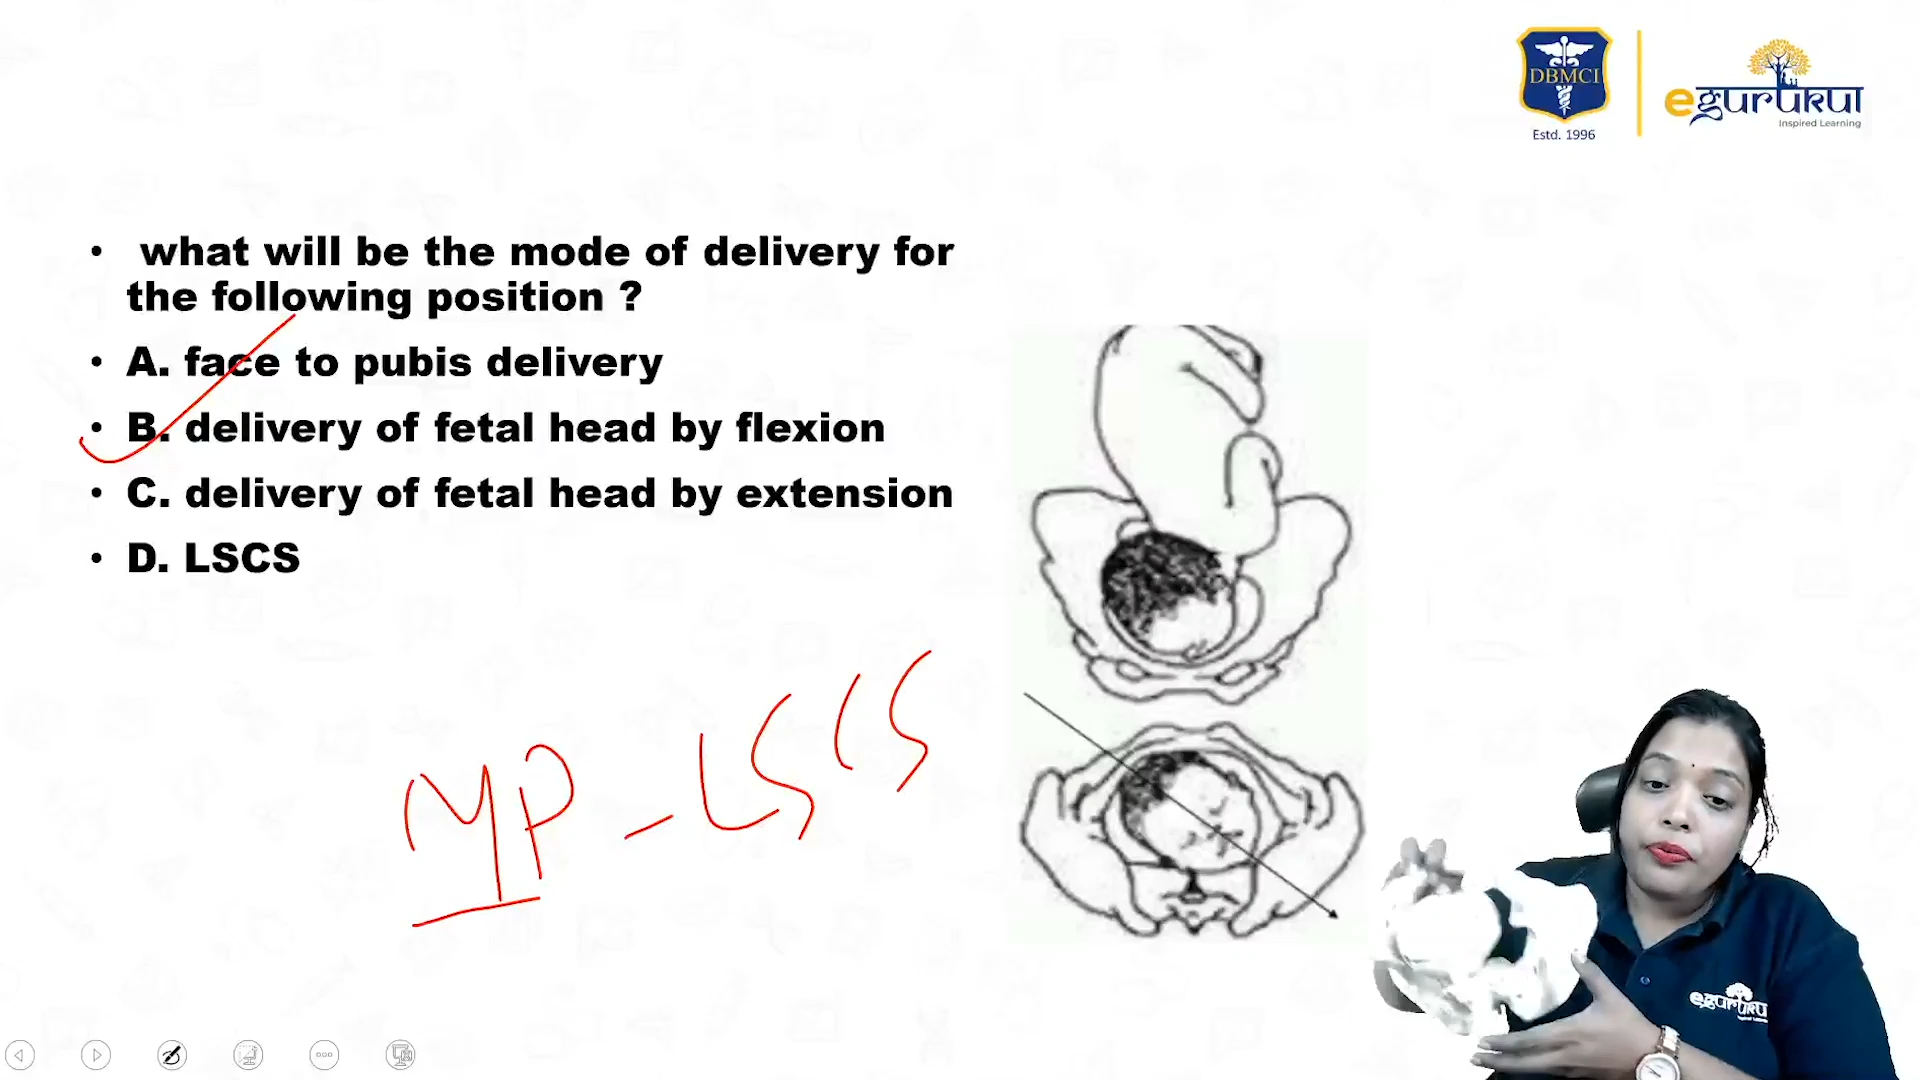 DBMCI
Estd. 1996
egurukul
Inspired Learning
• what will be the mode of delivery for
the following position ?
• A. face to pubis delivery
• B. delivery of fetal head by flexion
• C. delivery of fetal head by extension
• D. LSCS
MP - LSCS
egurukul